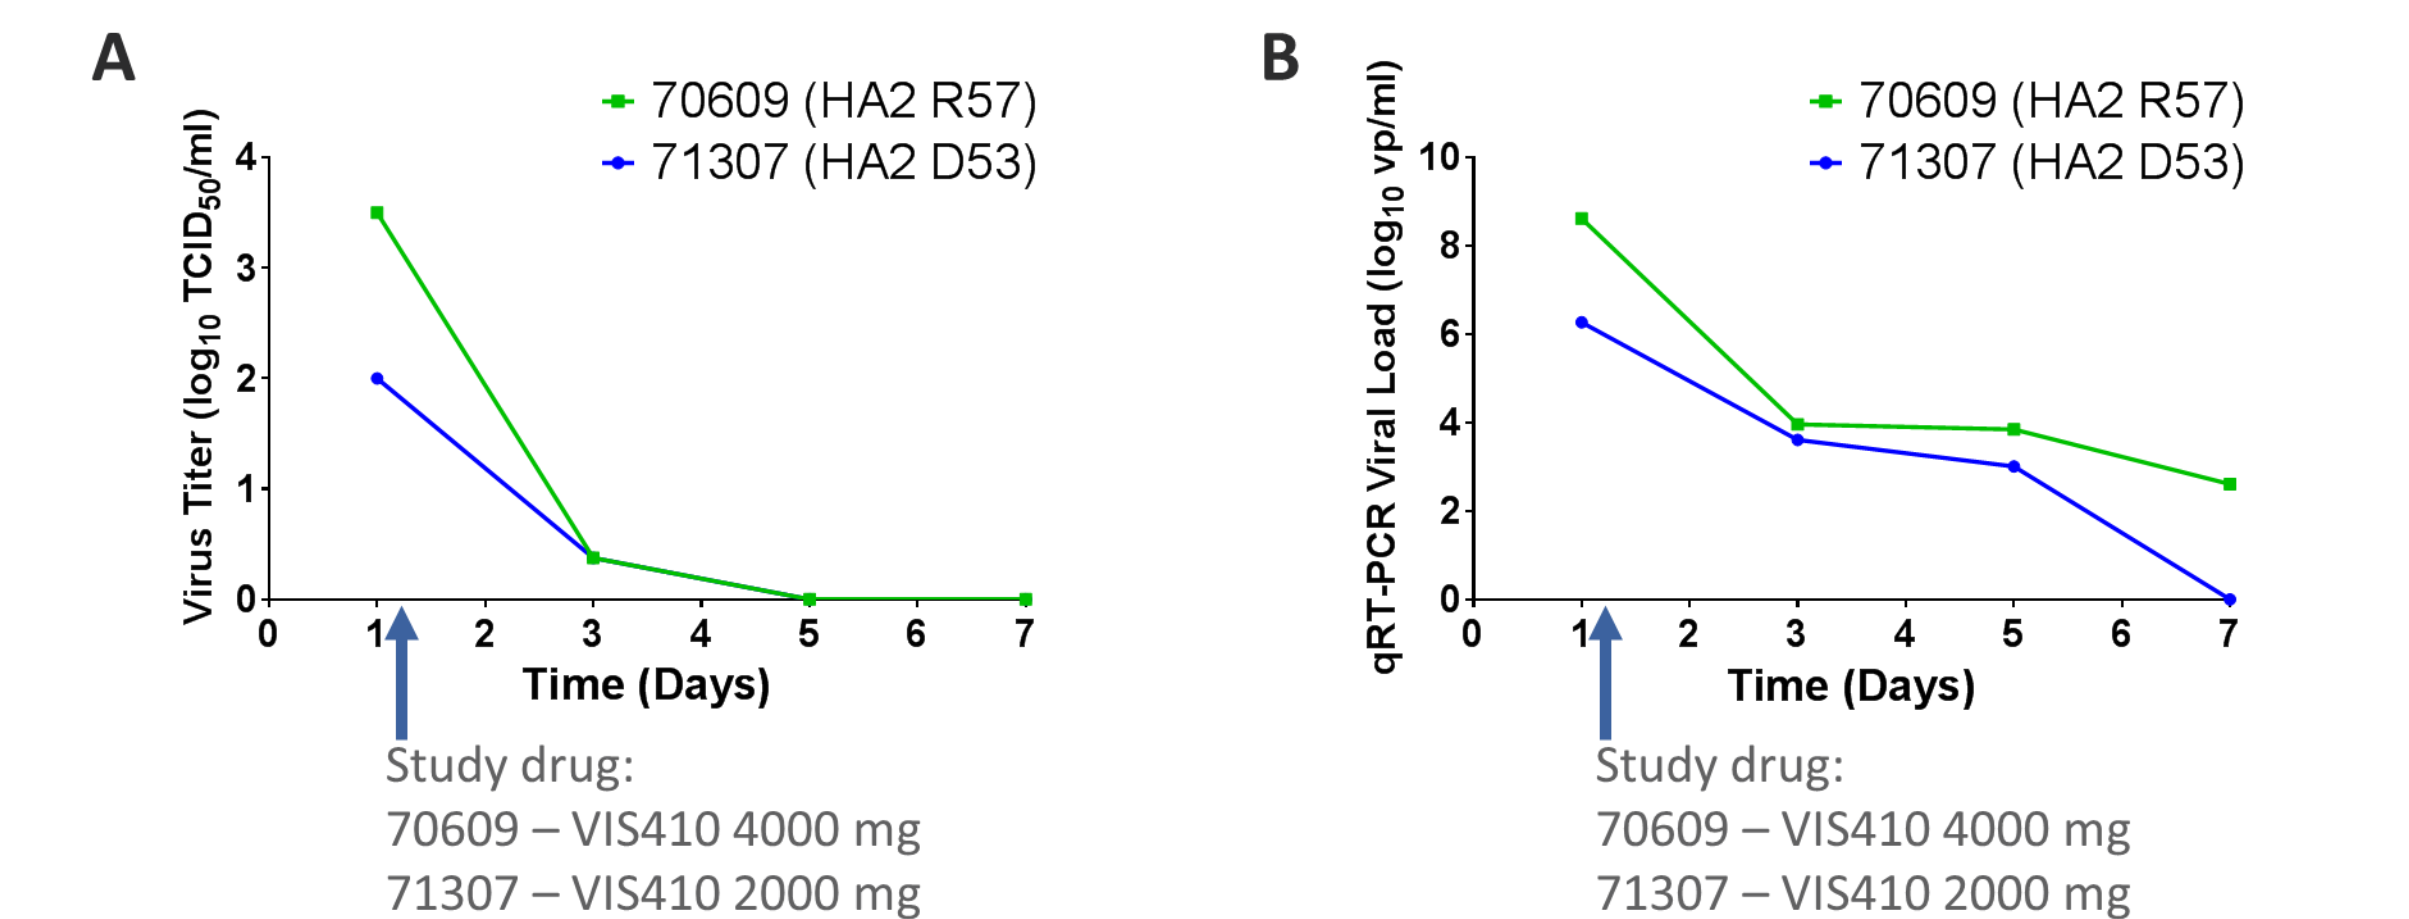 A
70609 (HA2 R57)
71307 (HA2 D53)
Virus Titer (log10 TCID50/ml)
4
3
2
1
0
0 1 2 3 4 5 6 7
Time (Days)
Study drug:
70609 – VIS410 4000 mg
71307 – VIS410 2000 mg
B
70609 (HA2 R57)
71307 (HA2 D53)
qRT-PCR Viral Load (log10 vp/ml)
10
8
6
4
2
0
0 1 2 3 4 5 6 7
Time (Days)
Study drug:
70609 – VIS410 4000 mg
71307 – VIS410 2000 mg